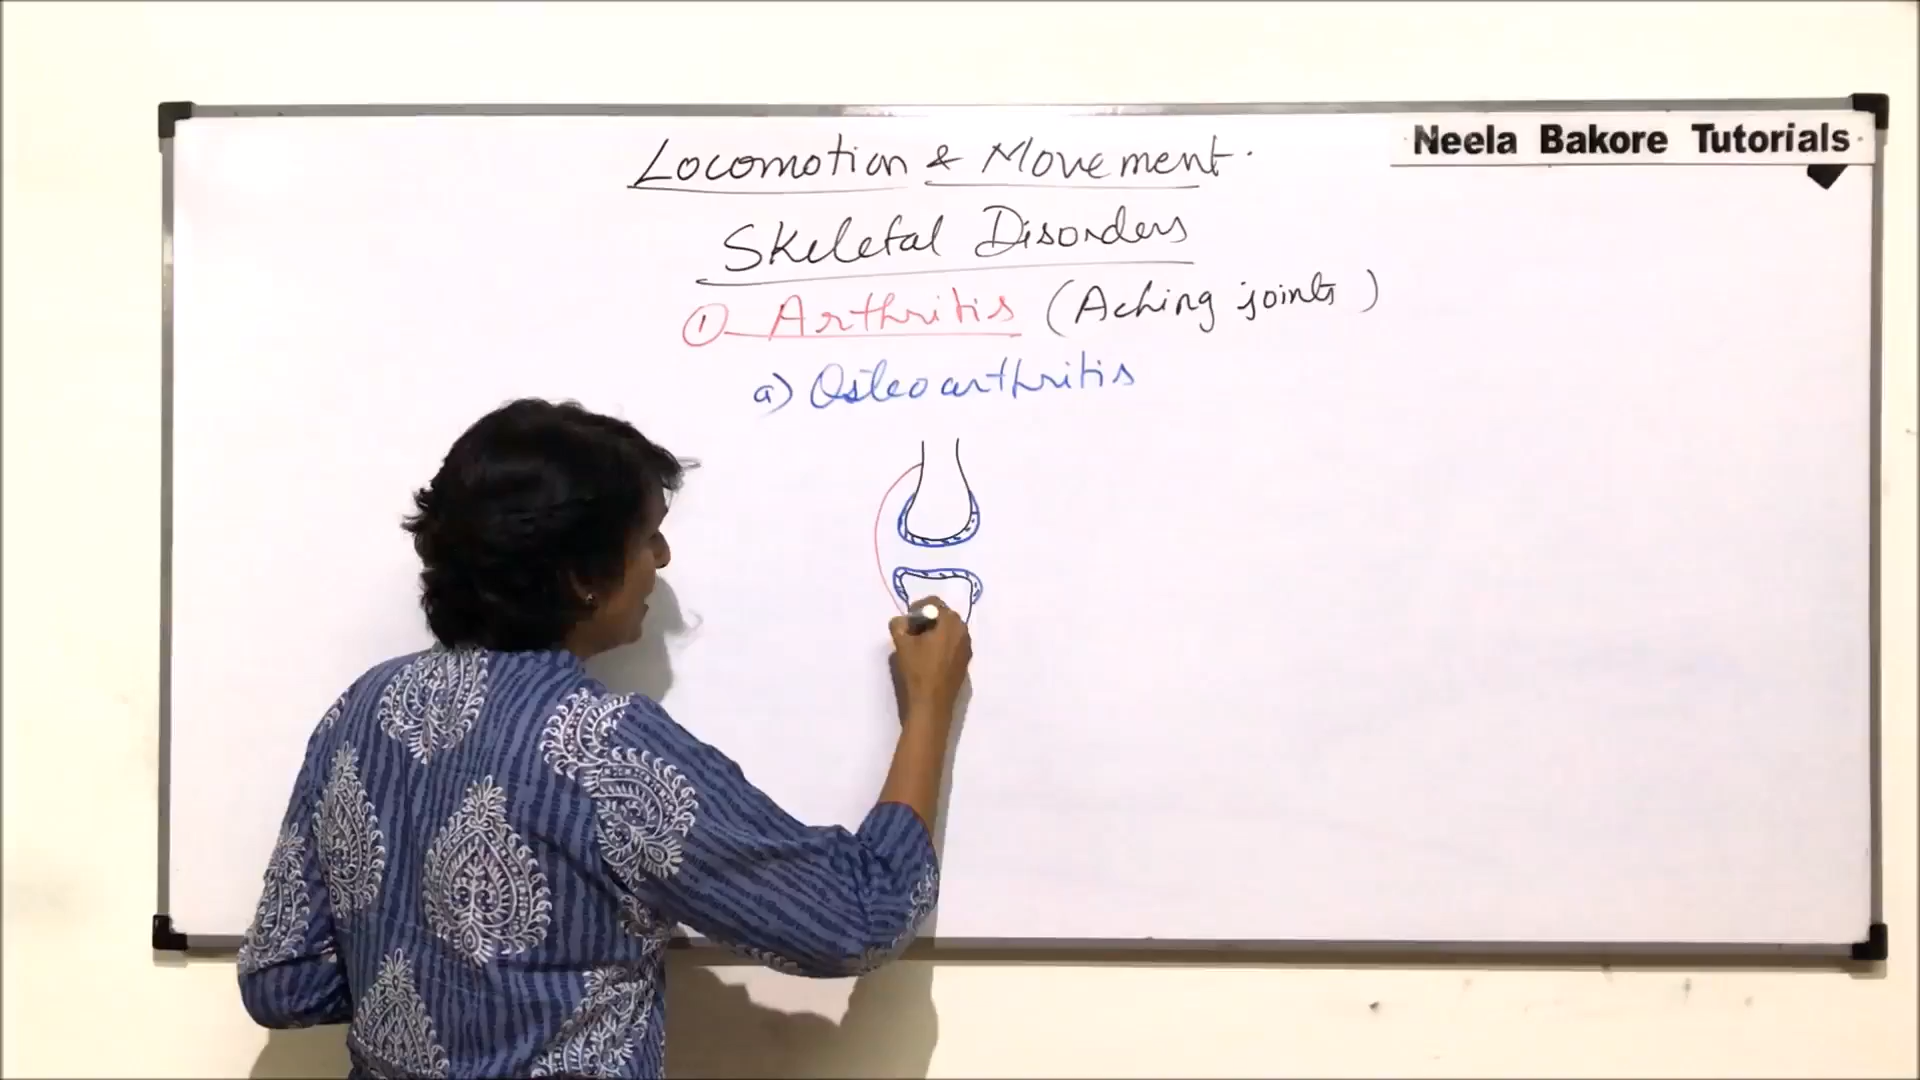 Neela Bakore Tutorials
Locomotion & Movement.
Skeletal Disorders
① Arthritis (Aching joints)
a) Osteoarthritis